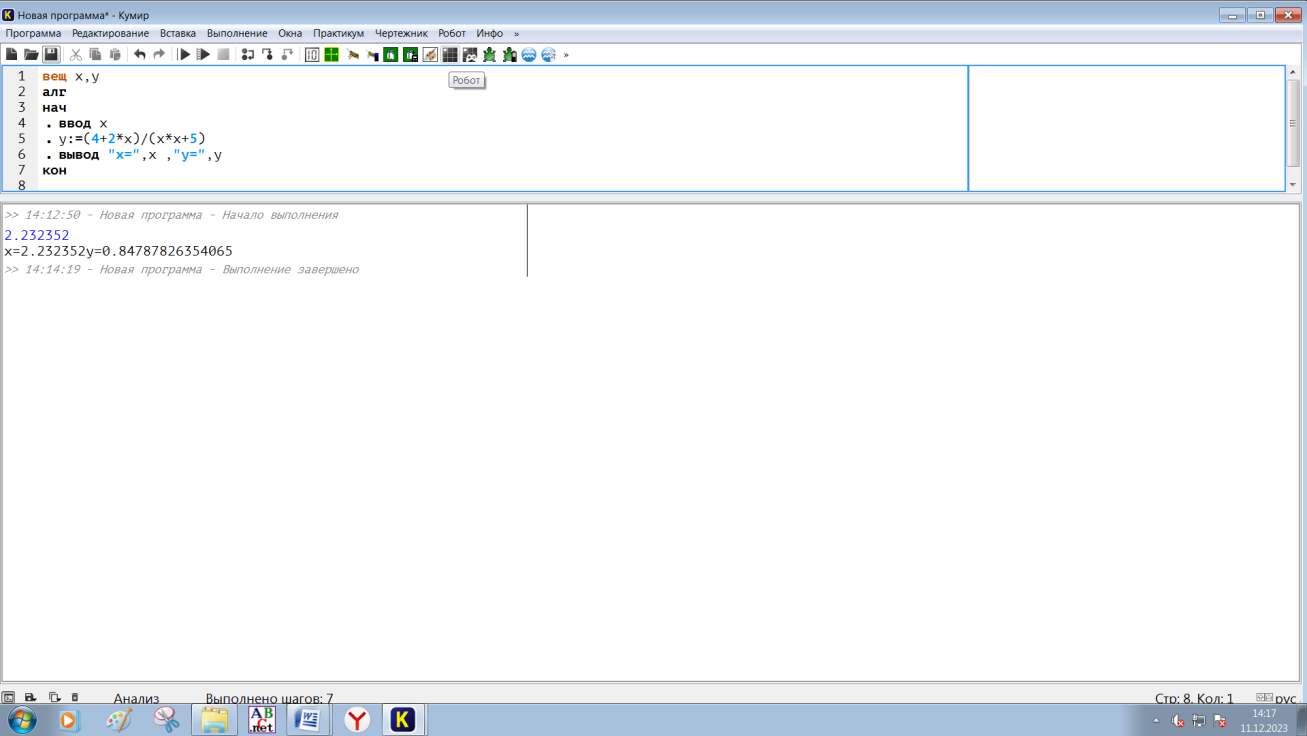 Новая программа* - Кумир
Программа Редактирование Вставка Выполнение Окна Практикум Чертежник Робот Инфо »
Робот
1 вещ x,y
2 алг
3 нач
4 . ввод x
5 . y:=(4+2*x)/(x*x+5)
6 . вывод "x=",x ,"y=",y
7 кон
8
>> 14:12:50 - Новая программа - Начало выполнения
2.232352
x=2.232352y=0.84787826354065
>> 14:14:19 - Новая программа - Выполнение завершено
Анализ Выполнено шагов: 7 Стр: 8, Кол: 1 рус
ABC .net
14:17
11.12.2023